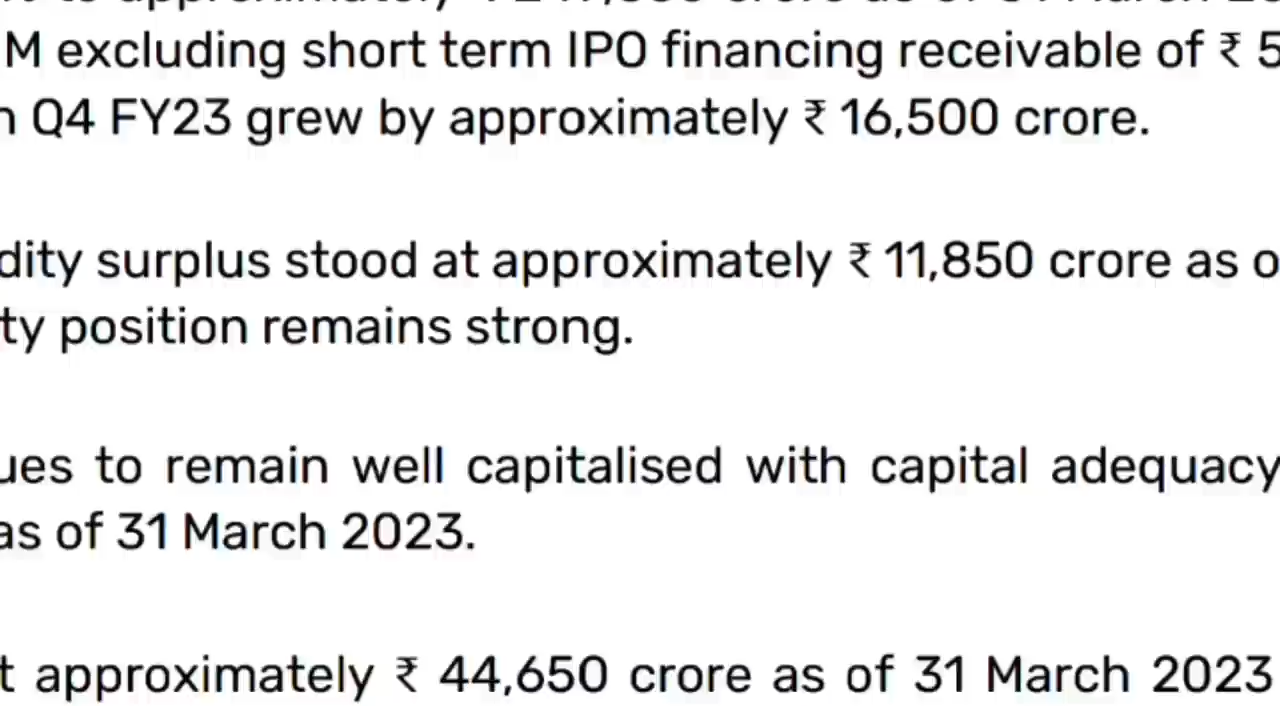 M excluding short term IPO financing receivable of ₹ 5
Q4 FY23 grew by approximately ₹ 16,500 crore.
dity surplus stood at approximately ₹ 11,850 crore as o
ty position remains strong.
ues to remain well capitalised with capital adequacy
as of 31 March 2023.
t approximately ₹ 44,650 crore as of 31 March 2023